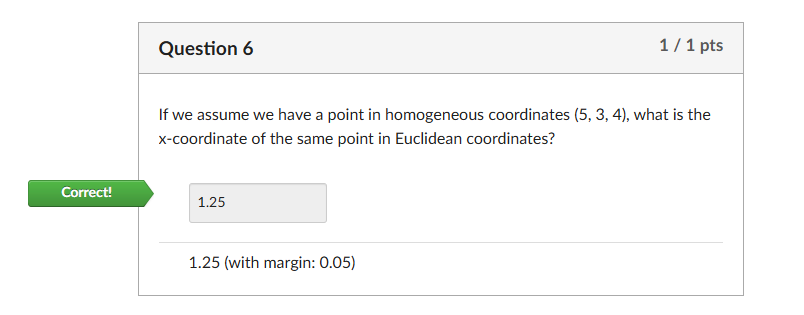 Question 6
1 / 1 pts
If we assume we have a point in homogeneous coordinates (5, 3, 4), what is the
x-coordinate of the same point in Euclidean coordinates?
Correct!
1.25
1.25 (with margin: 0.05)